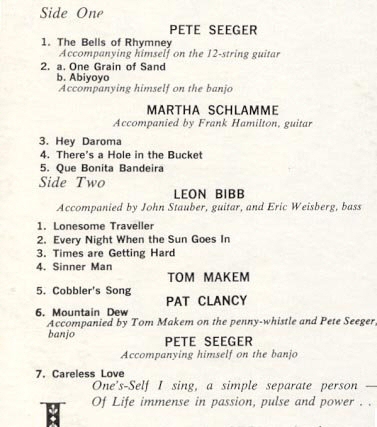 Side One
PETE SEEGER
1. The Bells of Rhymney
Accompanying himself on the 12-string guitar
2. a. One Grain of Sand
b. Abiyoyo
Accompanying himself on the banjo
MARTHA SCHLAMME
Accompanied by Frank Hamilton, guitar
3. Hey Daroma
4. There's a Hole in the Bucket
5. Que Bonita Bandeira
Side Two
LEON BIBB
Accompanied by John Stauber, guitar, and Eric Weisberg, bass
1. Lonesome Traveller
2. Every Night When the Sun Goes In
3. Times are Getting Hard
4. Sinner Man
TOM MAKEM
5. Cobbler's Song
PAT CLANCY
6. Mountain Dew
Accompanied by Tom Makem on the penny-whistle and Pete Seeger,
banjo
PETE SEEGER
Accompanying himself on the banjo
7. Careless Love
One's-Self I sing, a simple separate person —
Of Life immense in passion, pulse and power . .